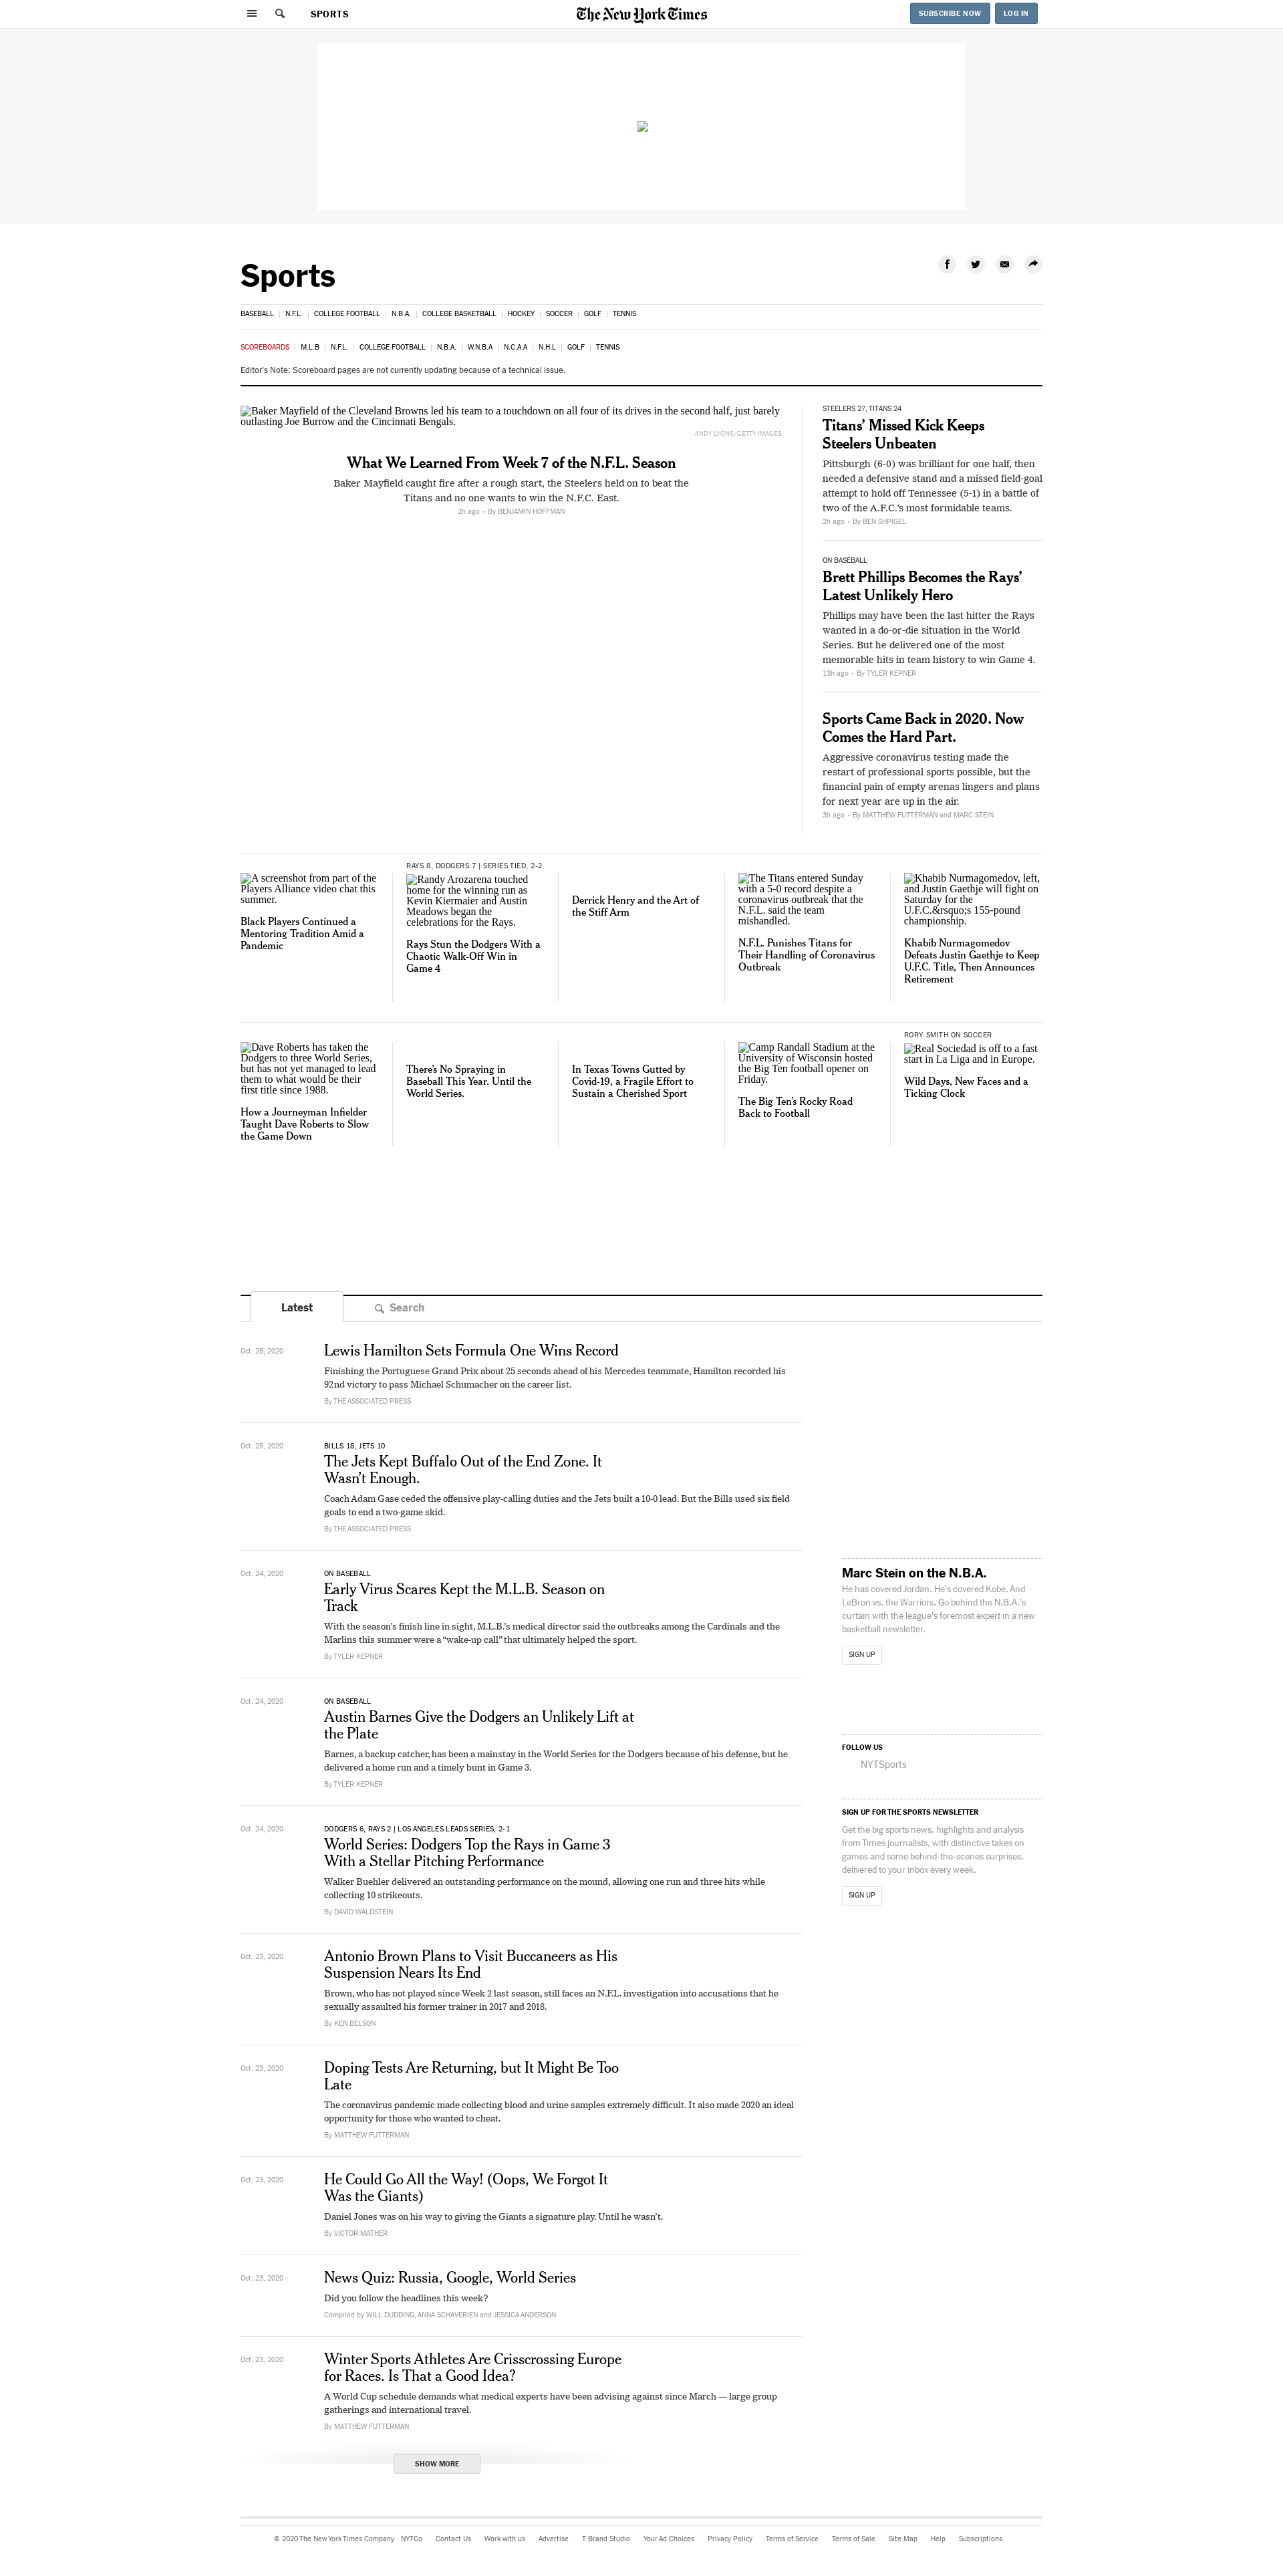 SPORTS
The New York Times
SUBSCRIBE NOW
LOG IN
Sports
BASEBALL
N.F.L.
COLLEGE FOOTBALL
N.B.A.
COLLEGE BASKETBALL
HOCKEY
SOCCER
GOLF
TENNIS
SCOREBOARDS
M.L.B
N.F.L.
COLLEGE FOOTBALL
N.B.A.
W.N.B.A
N.C.A.A
N.H.L
GOLF
TENNIS
Editor's Note: Scoreboard pages are not currently updating because of a technical issue.
Baker Mayfield of the Cleveland Browns led his team to a touchdown on all four of its drives in the second half, just barely
outlasting Joe Burrow and the Cincinnati Bengals.
ANDY LYONS/GETTY IMAGES
What We Learned From Week 7 of the N.F.L. Season
Baker Mayfield caught fire after a rough start, the Steelers held on to beat the
Titans and no one wants to win the N.F.C. East.
2h ago • By BENJAMIN HOFFMAN
STEELERS 27, TITANS 24
Titans’ Missed Kick Keeps
Steelers Unbeaten
Pittsburgh (6-0) was brilliant for one half, then
needed a defensive stand and a missed field-goal
attempt to hold off Tennessee (5-1) in a battle of
two of the A.F.C.’s most formidable teams.
2h ago • By BEN SHPIGEL
ON BASEBALL
Brett Phillips Becomes the Rays’
Latest Unlikely Hero
Phillips may have been the last hitter the Rays
wanted in a do-or-die situation in the World
Series. But he delivered one of the most
memorable hits in team history to win Game 4.
13h ago • By TYLER KEPNER
Sports Came Back in 2020. Now
Comes the Hard Part.
Aggressive coronavirus testing made the
restart of professional sports possible, but the
financial pain of empty arenas lingers and plans
for next year are up in the air.
3h ago • By MATTHEW FUTTERMAN and MARC STEIN
A screenshot from part of the
Players Alliance video chat this
summer.
Black Players Continued a
Mentoring Tradition Amid a
Pandemic
RAYS 8, DODGERS 7 | SERIES TIED, 2-2
Randy Arozarena touched
home for the winning run as
Kevin Kiermaier and Austin
Meadows began the
celebrations for the Rays.
Rays Stun the Dodgers With a
Chaotic Walk-Off Win in
Game 4
Derrick Henry and the Art of
the Stiff Arm
The Titans entered Sunday
with a 5-0 record despite a
coronavirus outbreak that the
N.F.L. said the team
mishandled.
N.F.L. Punishes Titans for
Their Handling of Coronavirus
Outbreak
Khabib Nurmagomedov, left,
and Justin Gaethje will fight on
Saturday for the
U.F.C.&rsquo;s 155-pound
championship.
Khabib Nurmagomedov
Defeats Justin Gaethje to Keep
U.F.C. Title, Then Announces
Retirement
Dave Roberts has taken the
Dodgers to three World Series,
but has not yet managed to lead
them to what would be their
first title since 1988.
How a Journeyman Infielder
Taught Dave Roberts to Slow
the Game Down
There’s No Spraying in
Baseball This Year. Until the
World Series.
In Texas Towns Gutted by
Covid-19, a Fragile Effort to
Sustain a Cherished Sport
Camp Randall Stadium at the
University of Wisconsin hosted
the Big Ten football opener on
Friday.
The Big Ten’s Rocky Road
Back to Football
RORY SMITH ON SOCCER
Real Sociedad is off to a fast
start in La Liga and in Europe.
Wild Days, New Faces and a
Ticking Clock
Latest
Search
Oct. 25, 2020
Lewis Hamilton Sets Formula One Wins Record
Finishing the Portuguese Grand Prix about 25 seconds ahead of his Mercedes teammate, Hamilton recorded his
92nd victory to pass Michael Schumacher on the career list.
By THE ASSOCIATED PRESS
Oct. 25, 2020
BILLS 18, JETS 10
The Jets Kept Buffalo Out of the End Zone. It
Wasn’t Enough.
Coach Adam Gase ceded the offensive play-calling duties and the Jets built a 10-0 lead. But the Bills used six field
goals to end a two-game skid.
By THE ASSOCIATED PRESS
Oct. 24, 2020
ON BASEBALL
Early Virus Scares Kept the M.L.B. Season on
Track
With the season’s finish line in sight, M.L.B.’s medical director said the outbreaks among the Cardinals and the
Marlins this summer were a “wake-up call” that ultimately helped the sport.
By TYLER KEPNER
Oct. 24, 2020
ON BASEBALL
Austin Barnes Give the Dodgers an Unlikely Lift at
the Plate
Barnes, a backup catcher, has been a mainstay in the World Series for the Dodgers because of his defense, but he
delivered a home run and a timely bunt in Game 3.
By TYLER KEPNER
Oct. 24, 2020
DODGERS 6, RAYS 2 | LOS ANGELES LEADS SERIES, 2-1
World Series: Dodgers Top the Rays in Game 3
With a Stellar Pitching Performance
Walker Buehler delivered an outstanding performance on the mound, allowing one run and three hits while
collecting 10 strikeouts.
By DAVID WALDSTEIN
Oct. 23, 2020
Antonio Brown Plans to Visit Buccaneers as His
Suspension Nears Its End
Brown, who has not played since Week 2 last season, still faces an N.F.L. investigation into accusations that he
sexually assaulted his former trainer in 2017 and 2018.
By KEN BELSON
Oct. 23, 2020
Doping Tests Are Returning, but It Might Be Too
Late
The coronavirus pandemic made collecting blood and urine samples extremely difficult. It also made 2020 an ideal
opportunity for those who wanted to cheat.
By MATTHEW FUTTERMAN
Oct. 23, 2020
He Could Go All the Way! (Oops, We Forgot It
Was the Giants)
Daniel Jones was on his way to giving the Giants a signature play. Until he wasn’t.
By VICTOR MATHER
Oct. 23, 2020
News Quiz: Russia, Google, World Series
Did you follow the headlines this week?
Compiled by WILL DUDDING, ANNA SCHAVERIEN and JESSICA ANDERSON
Oct. 23, 2020
Winter Sports Athletes Are Crisscrossing Europe
for Races. Is That a Good Idea?
A World Cup schedule demands what medical experts have been advising against since March — large group
gatherings and international travel.
By MATTHEW FUTTERMAN
SHOW MORE
Marc Stein on the N.B.A.
He has covered Jordan. He’s covered Kobe. And
LeBron vs. the Warriors. Go behind the N.B.A.’s
curtain with the league’s foremost expert in a new
basketball newsletter.
SIGN UP
FOLLOW US
NYTSports
SIGN UP FOR THE SPORTS NEWSLETTER
Get the big sports news, highlights and analysis
from Times journalists, with distinctive takes on
games and some behind-the-scenes surprises,
delivered to your inbox every week.
SIGN UP
© 2020 The New York Times Company
NYTCo
Contact Us
Work with us
Advertise
T Brand Studio
Your Ad Choices
Privacy Policy
Terms of Service
Terms of Sale
Site Map
Help
Subscriptions